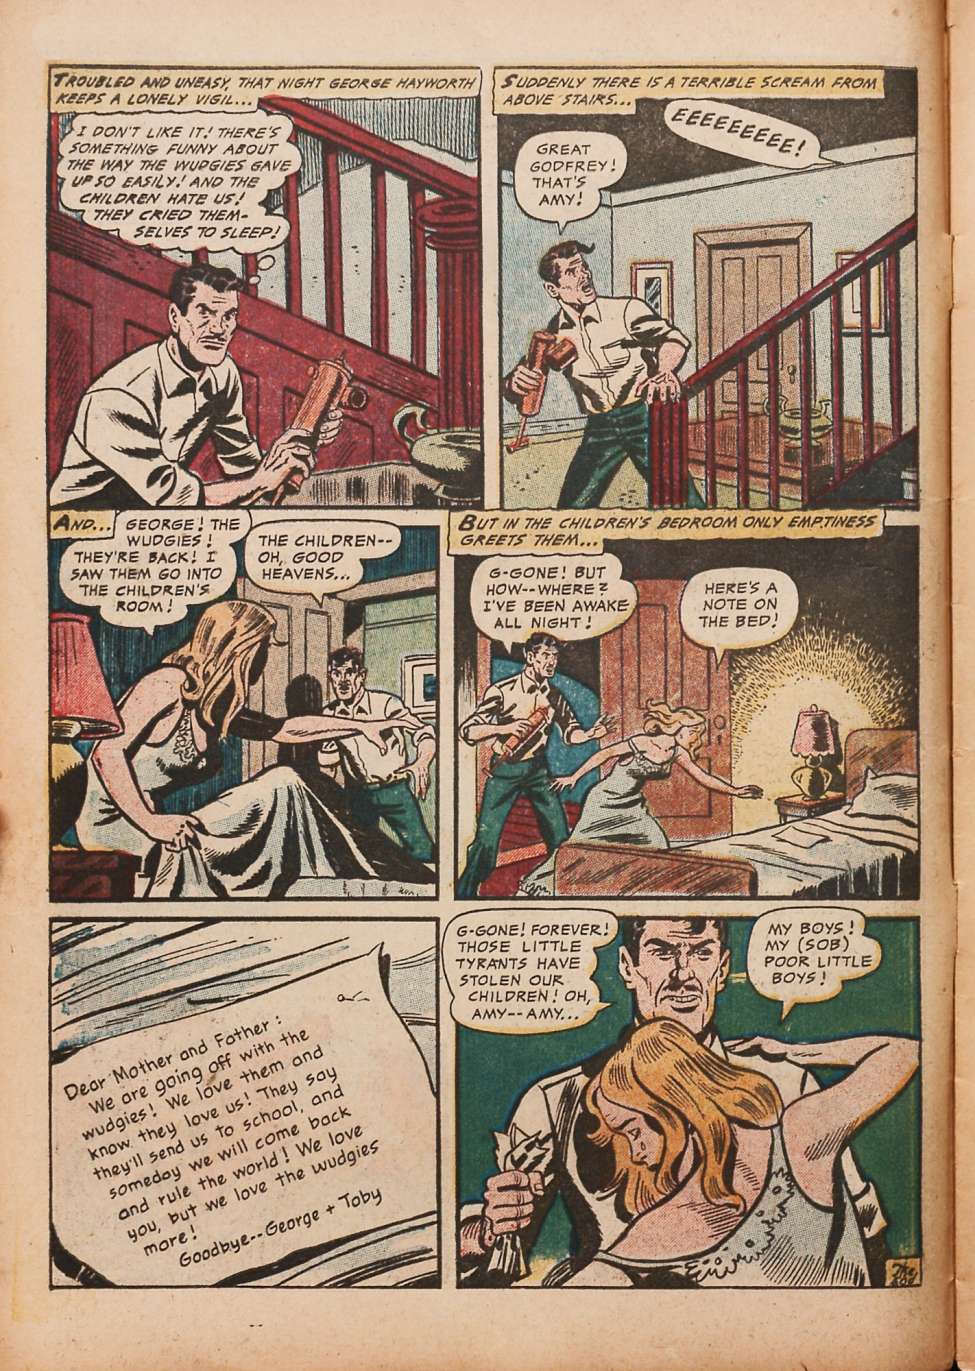 TROUBLED AND UNEASY, THAT NIGHT GEORGE HAYWORTH
KEEPS A LONELY VIGIL...
I DON'T LIKE IT! THERE'S
SOMETHING FUNNY ABOUT
THE WAY THE WUDGIES GAVE
UP SO EASILY! AND THE
CHILDREN HATE US!
THEY CRIED THEM-
SELVES TO SLEEP!
SUDDENLY THERE IS A TERRIBLE SCREAM FROM
ABOVE STAIRS...
EEEEEEEEE!
GREAT
GODFREY!
THAT'S
AMY!
AND...
GEORGE! THE
WUDGIES!
THEY'RE BACK! I
SAW THEM GO INTO
THE CHILDREN'S
ROOM!
THE CHILDREN--
OH, GOOD
HEAVENS...
BUT IN THE CHILDREN'S BEDROOM ONLY EMPTINESS
GREETS THEM...
G-GONE! BUT
HOW--WHERE?
I'VE BEEN AWAKE
ALL NIGHT!
HERE'S A
NOTE ON
THE BED!
Dear Mother and Father:
We are going off with the
wudgies! We love them and
know they love us! They say
they'll send us to school, and
someday we will come back
and rule the world! We love
you, but we love the wudgies
more!
Goodbye--George + Toby
G-GONE! FOREVER!
THOSE LITTLE
TYRANTS HAVE
STOLEN OUR
CHILDREN! OH,
AMY--AMY...
MY BOYS!
MY (SOB)
POOR LITTLE
BOYS!
The
END